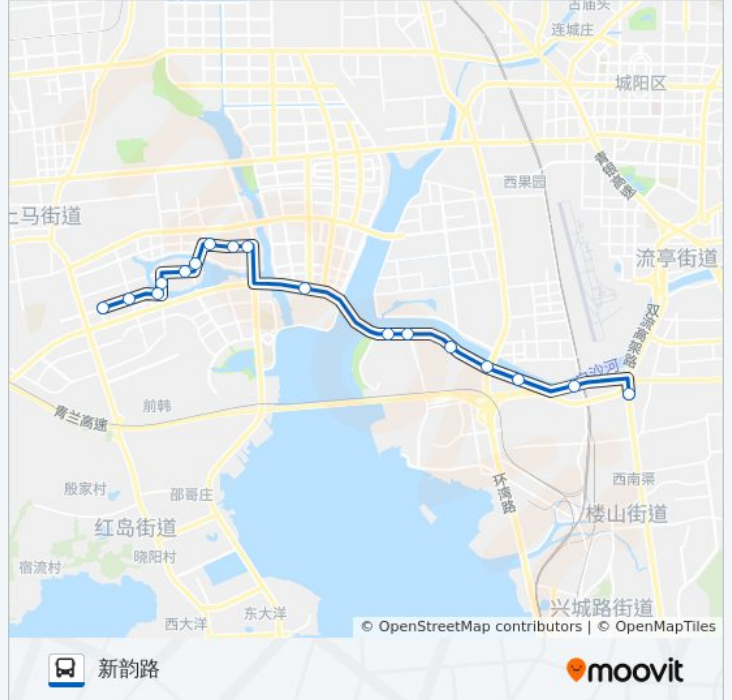 古庙头
连城庄
城阳区
青银高速
西果园
上马街道
流亭街道
双流高架路
白沙河
前韩
青兰高速
殷家村
邵哥庄
环湾路
西南渠
楼山街道
红岛街道
晓阳村
宿流村
兴城路街道
东大洋
西大洋
© OpenStreetMap contributors | © OpenMapTiles
新韵路
moovit